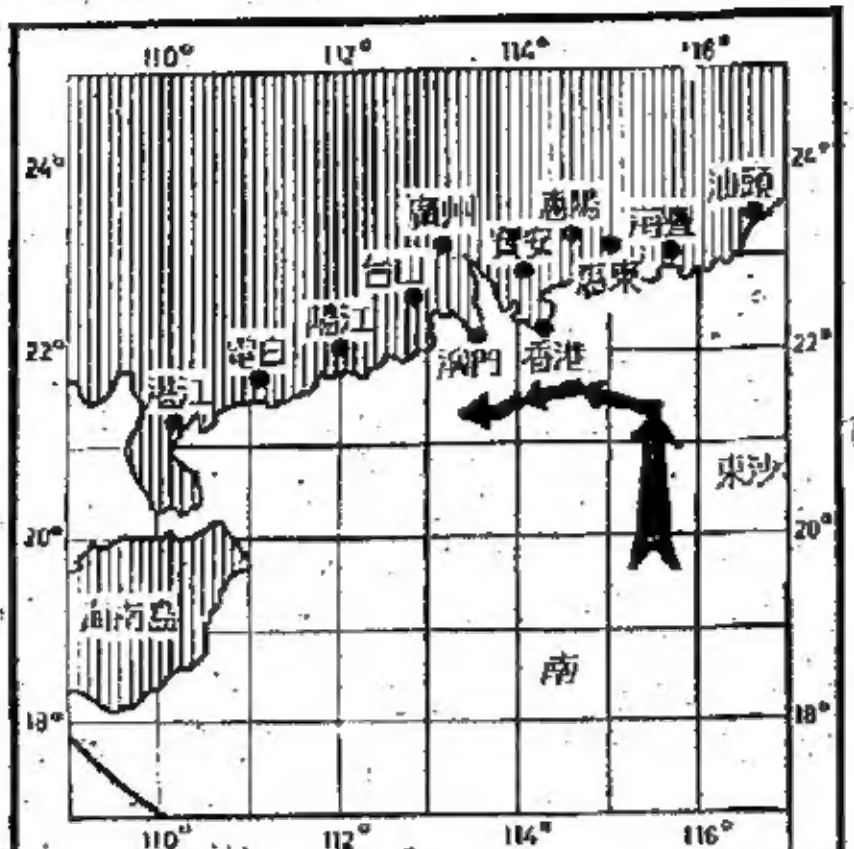 110° 112° 114° 116°
24° 24°
汕頭
廣州 惠陽 海豐
寶安
台山 惠東
陽江
22° 電白 澳門 香港 22°
湛江
東沙
20° 20°
海南島
南
18° 18°
110° 112° 114° 116°